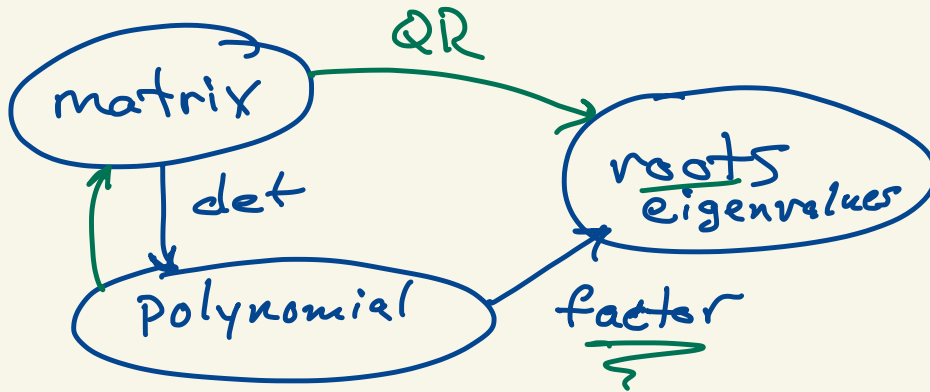 QR
matrix
det
roots
eigenvalues
polynomial
factor